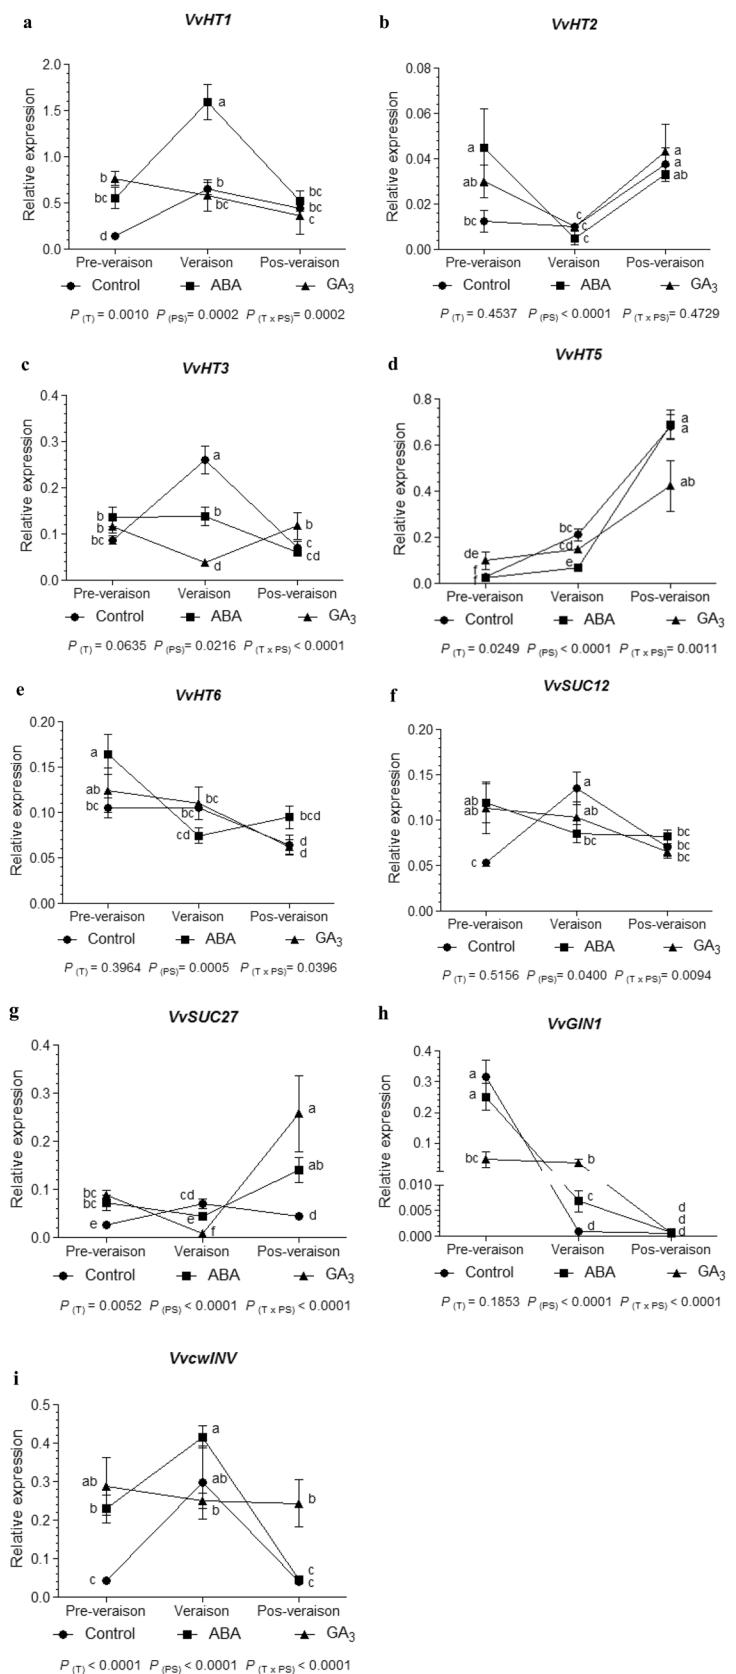 a
VvHT1
Relative expression
2.0
1.5
1.0
0.5
0.0
b
bc
d
a
b
bc
bc
bc
c
Pre-veraison Veraison Pos-veraison
Control ABA GA3
P (T) = 0.0010 P (PS) = 0.0002 P (T x PS) = 0.0002
b
VvHT2
Relative expression
0.08
0.06
0.04
0.02
0.00
a
ab
bc
c
c
c
a
a
ab
Pre-veraison Veraison Pos-veraison
Control ABA GA3
P (T) = 0.4537 P (PS) < 0.0001 P (T x PS) = 0.4729
c
VvHT3
Relative expression
0.4
0.3
0.2
0.1
0.0
b
b
bc
a
b
d
b
c
cd
Pre-veraison Veraison Pos-veraison
Control ABA GA3
P (T) = 0.0635 P (PS) = 0.0216 P (T x PS) < 0.0001
d
VvHT5
Relative expression
0.8
0.6
0.4
0.2
0.0
de
f
f
bc
cd
e
a
a
ab
Pre-veraison Veraison Pos-veraison
Control ABA GA3
P (T) = 0.0249 P (PS) < 0.0001 P (T x PS) = 0.0011
e
VvHT6
Relative expression
0.20
0.15
0.10
0.05
0.00
a
ab
bc
bc
bc
cd
bcd
d
d
Pre-veraison Veraison Pos-veraison
Control ABA GA3
P (T) = 0.3964 P (PS) = 0.0005 P (T x PS) = 0.0396
f
VvSUC12
Relative expression
0.20
0.15
0.10
0.05
0.00
ab
ab
c
a
ab
bc
bc
bc
bc
Pre-veraison Veraison Pos-veraison
Control ABA GA3
P (T) = 0.5156 P (PS) = 0.0400 P (T x PS) = 0.0094
g
VvSUC27
Relative expression
0.4
0.3
0.2
0.1
0.0
bc
bc
e
cd
e
f
a
ab
d
Pre-veraison Veraison Pos-veraison
Control ABA GA3
P (T) = 0.0052 P (PS) < 0.0001 P (T x PS) < 0.0001
h
VvGIN1
Relative expression
0.4
0.3
0.2
0.1
0.010
0.005
0.000
a
a
bc
b
c
d
d
d
d
Pre-veraison Veraison Pos-veraison
Control ABA GA3
P (T) = 0.1853 P (PS) < 0.0001 P (T x PS) < 0.0001
i
VvcwINV
Relative expression
0.5
0.4
0.3
0.2
0.1
0.0
ab
b
c
a
ab
b
b
c
c
Pre-veraison Veraison Pos-veraison
Control ABA GA3
P (T) < 0.0001 P (PS) < 0.0001 P (T x PS) < 0.0001